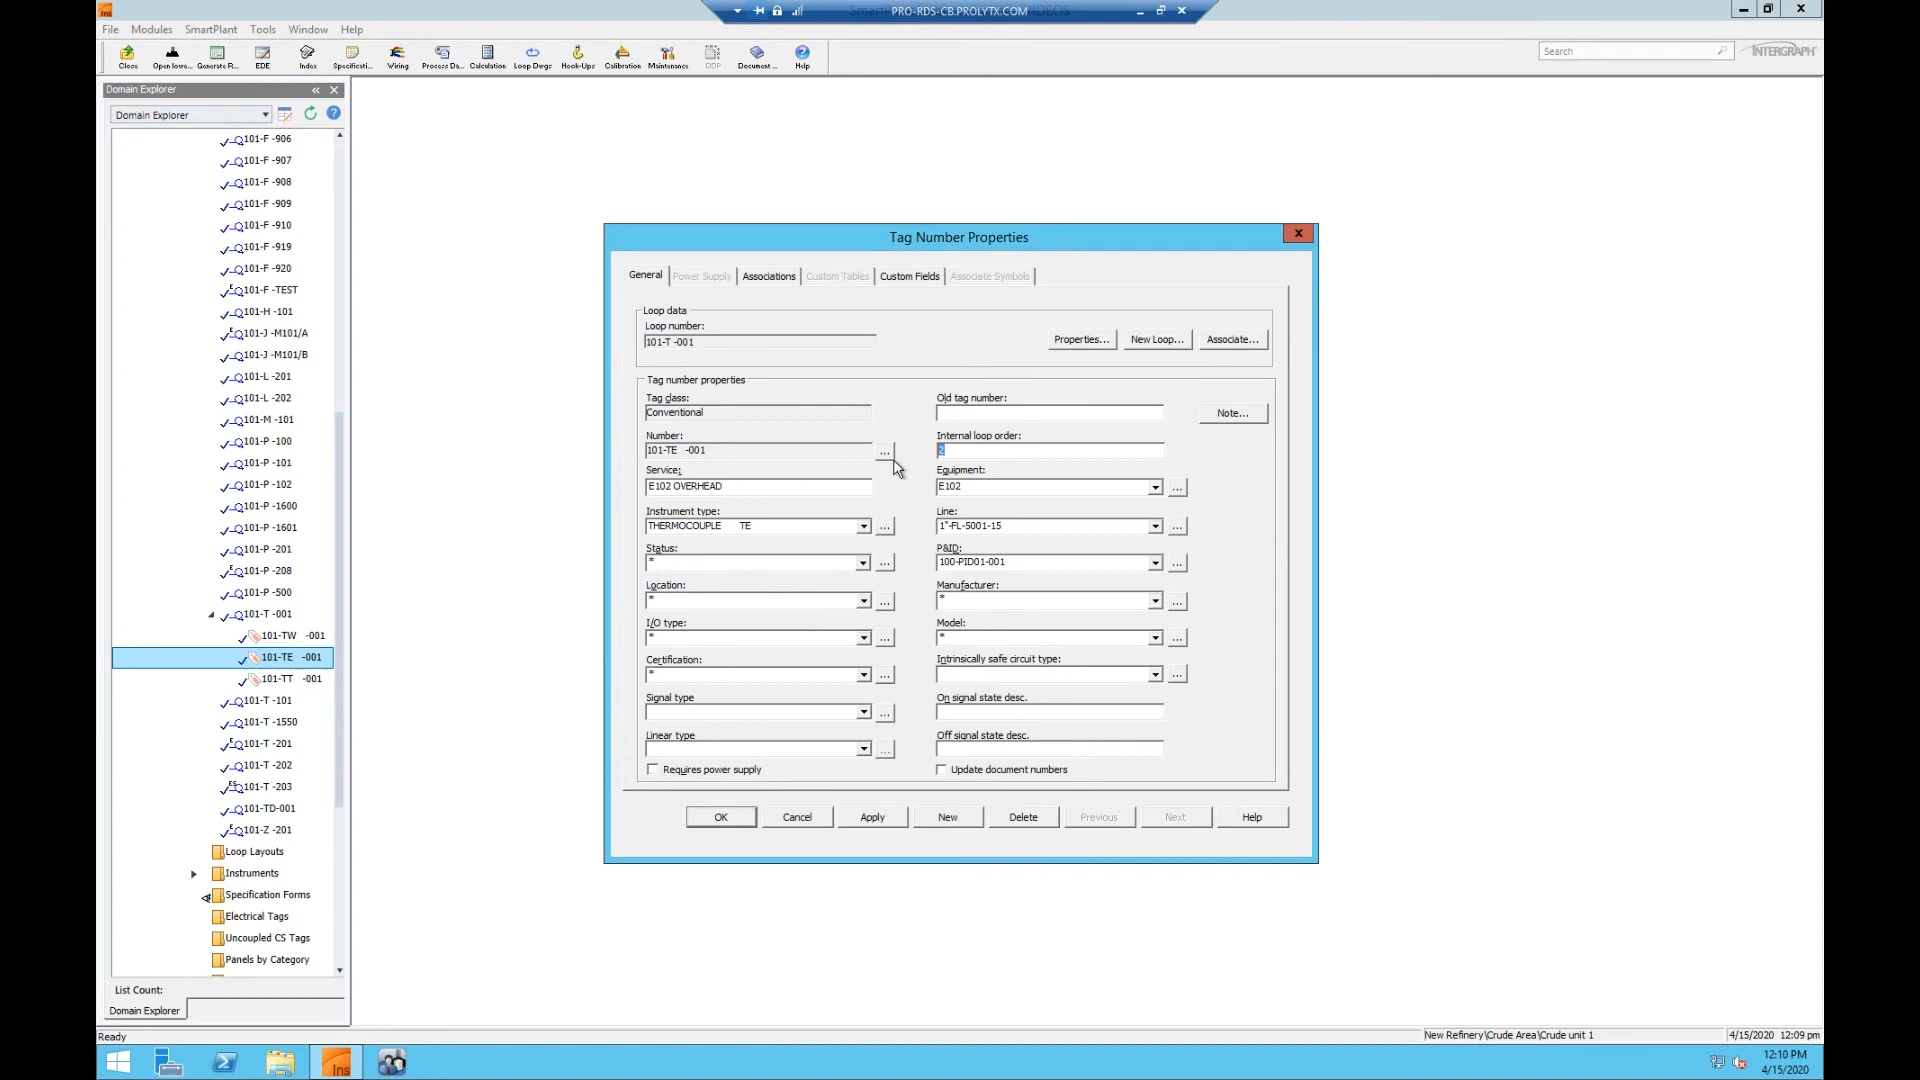 PRO-RDS-CB.PROLYTX.COM
File Modules SmartPlant Tools Window Help
Close Open Iowe... Generate R... EDE Index Specificati... Wiring Process Da... Calculation Loop Dwgs Hook-Ups Calibration Maintenance DDP Document ... Help
Search
INTERGRAPH
Domain Explorer
Domain Explorer
101-F -906
101-F -907
101-F -908
101-F -909
101-F -910
101-F -919
101-F -920
101-F -TEST
101-H -101
101-J -M101/A
101-J -M101/B
101-L -201
101-L -202
101-M -101
101-P -100
101-P -101
101-P -102
101-P -1600
101-P -1601
101-P -201
101-P -208
101-P -500
101-T -001
101-TW -001
101-TE -001
101-TT -001
101-T -101
101-T -1550
101-T -201
101-T -202
101-T -203
101-TD-001
101-Z -201
Loop Layouts
Instruments
Specification Forms
Electrical Tags
Uncoupled CS Tags
Panels by Category
List Count:
Domain Explorer
Tag Number Properties
General Power Supply Associations Custom Tables Custom Fields Associate Symbols
Loop data
Loop number:
101-T -001
Properties... New Loop... Associate...
Tag number properties
Tag class: Old tag number:
Conventional
Note...
Number: Internal loop order:
101-TE -001 ... 2
Service: Equipment:
E102 OVERHEAD E102 ...
Instrument type: Line:
THERMOCOUPLE TE ... 1"-FL-5001-15 ...
Status: P&ID:
* ... 100-PID01-001 ...
Location: Manufacturer:
* ... * ...
I/O type: Model:
* ... * ...
Certification: Intrinsically safe circuit type:
* ... ...
Signal type On signal state desc.
...
Linear type Off signal state desc.
...
Requires power supply Update document numbers
OK Cancel Apply New Delete Previous Next Help
Ready
New Refinery\Crude Area\Crude unit 1 4/15/2020 12:09 pm
Ins
12:10 PM
4/15/2020